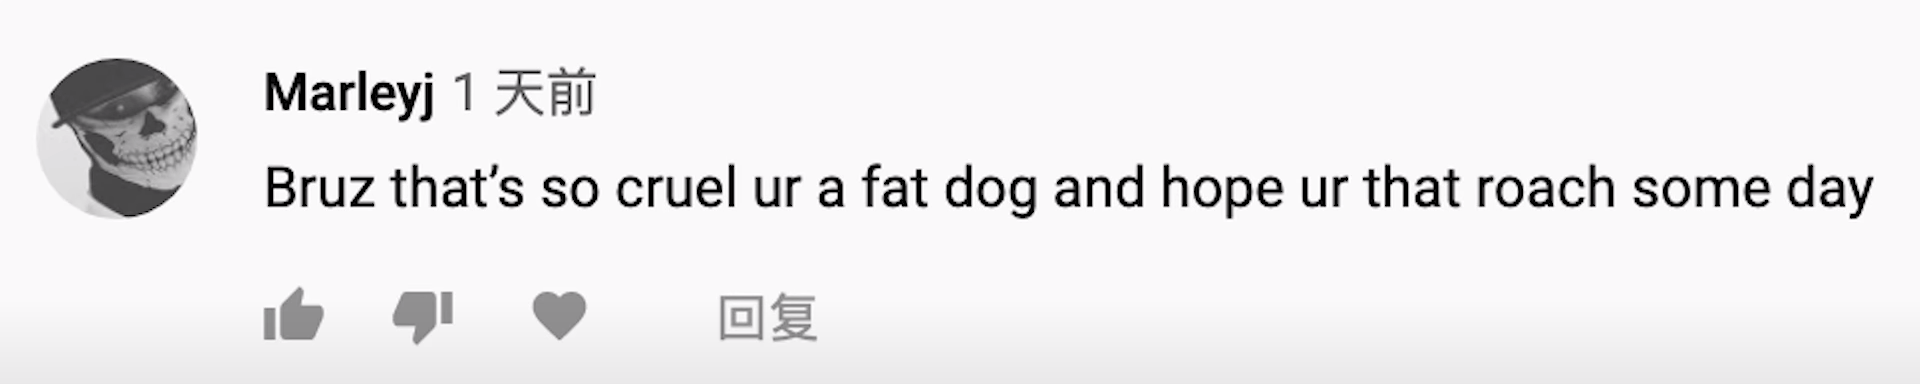 Marleyj 1 天前
Bruz that’s so cruel ur a fat dog and hope ur that roach some day
回复